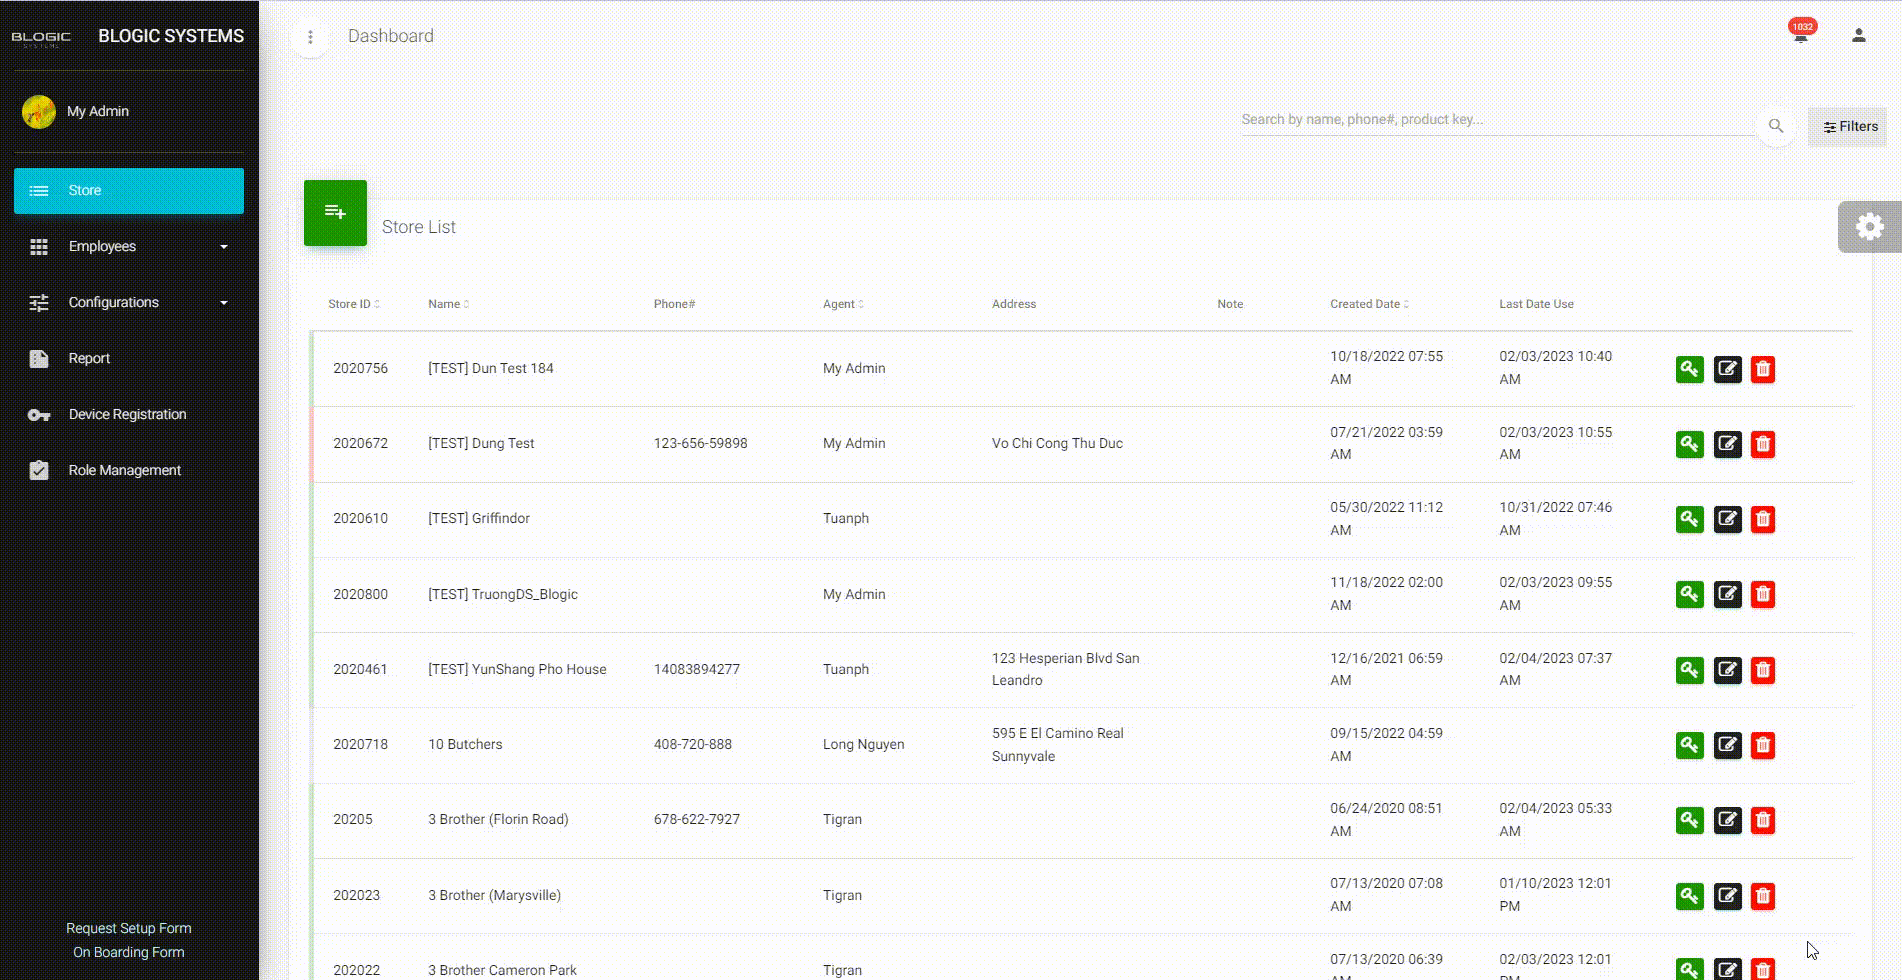 BLOGIC
SYSTEMS
BLOGIC SYSTEMS
Dashboard
1032
My Admin
Search by name, phone#, product key...
Filters
Store
Employees
Configurations
Report
Device Registration
Role Management
Request Setup Form
On Boarding Form
Store List
Store ID Name Phone# Agent Address Note Created Date Last Date Use
2020756 [TEST] Dun Test 184 My Admin 10/18/2022 07:55 AM 02/03/2023 10:40 AM
2020672 [TEST] Dung Test 123-656-59898 My Admin Vo Chi Cong Thu Duc 07/21/2022 03:59 AM 02/03/2023 10:55 AM
2020610 [TEST] Griffindor Tuanph 05/30/2022 11:12 AM 10/31/2022 07:46 AM
2020800 [TEST] TruongDS_Blogic My Admin 11/18/2022 02:00 AM 02/03/2023 09:55 AM
2020461 [TEST] YunShang Pho House 14083894277 Tuanph 123 Hesperian Blvd San Leandro 12/16/2021 06:59 AM 02/04/2023 07:37 AM
2020718 10 Butchers 408-720-888 Long Nguyen 595 E El Camino Real Sunnyvale 09/15/2022 04:59 AM
20205 3 Brother (Florin Road) 678-622-7927 Tigran 06/24/2020 08:51 AM 02/04/2023 05:33 AM
202023 3 Brother (Marysville) Tigran 07/13/2020 07:08 AM 01/10/2023 12:01 PM
202022 3 Brother Cameron Park Tigran 07/13/2020 06:39 AM 02/03/2023 12:01 PM